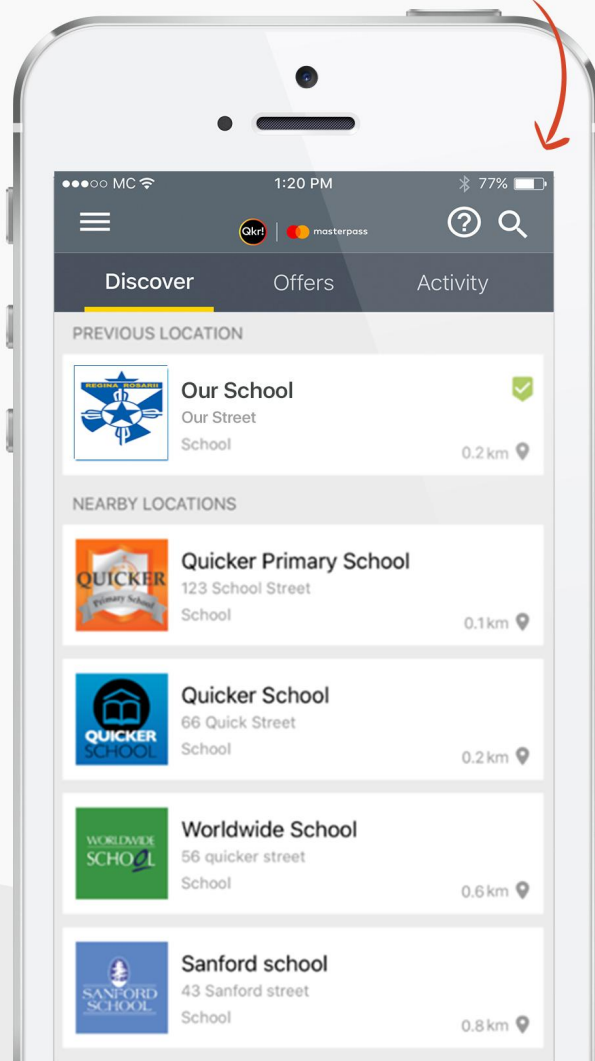 MC
1:20 PM
77%
Qkr! masterpass
Discover Offers Activity
PREVIOUS LOCATION
REGINA ROSARII
Our School
Our Street
School
0.2 km
NEARBY LOCATIONS
QUICKER
Primary School
Quicker Primary School
123 School Street
School
0.1 km
QUICKER
SCHOOL
Quicker School
66 Quick Street
School
0.2 km
WORLDWIDE
SCHOOL
Worldwide School
56 quicker street
School
0.6 km
SANFORD
SCHOOL
Sanford school
43 Sanford street
School
0.8 km